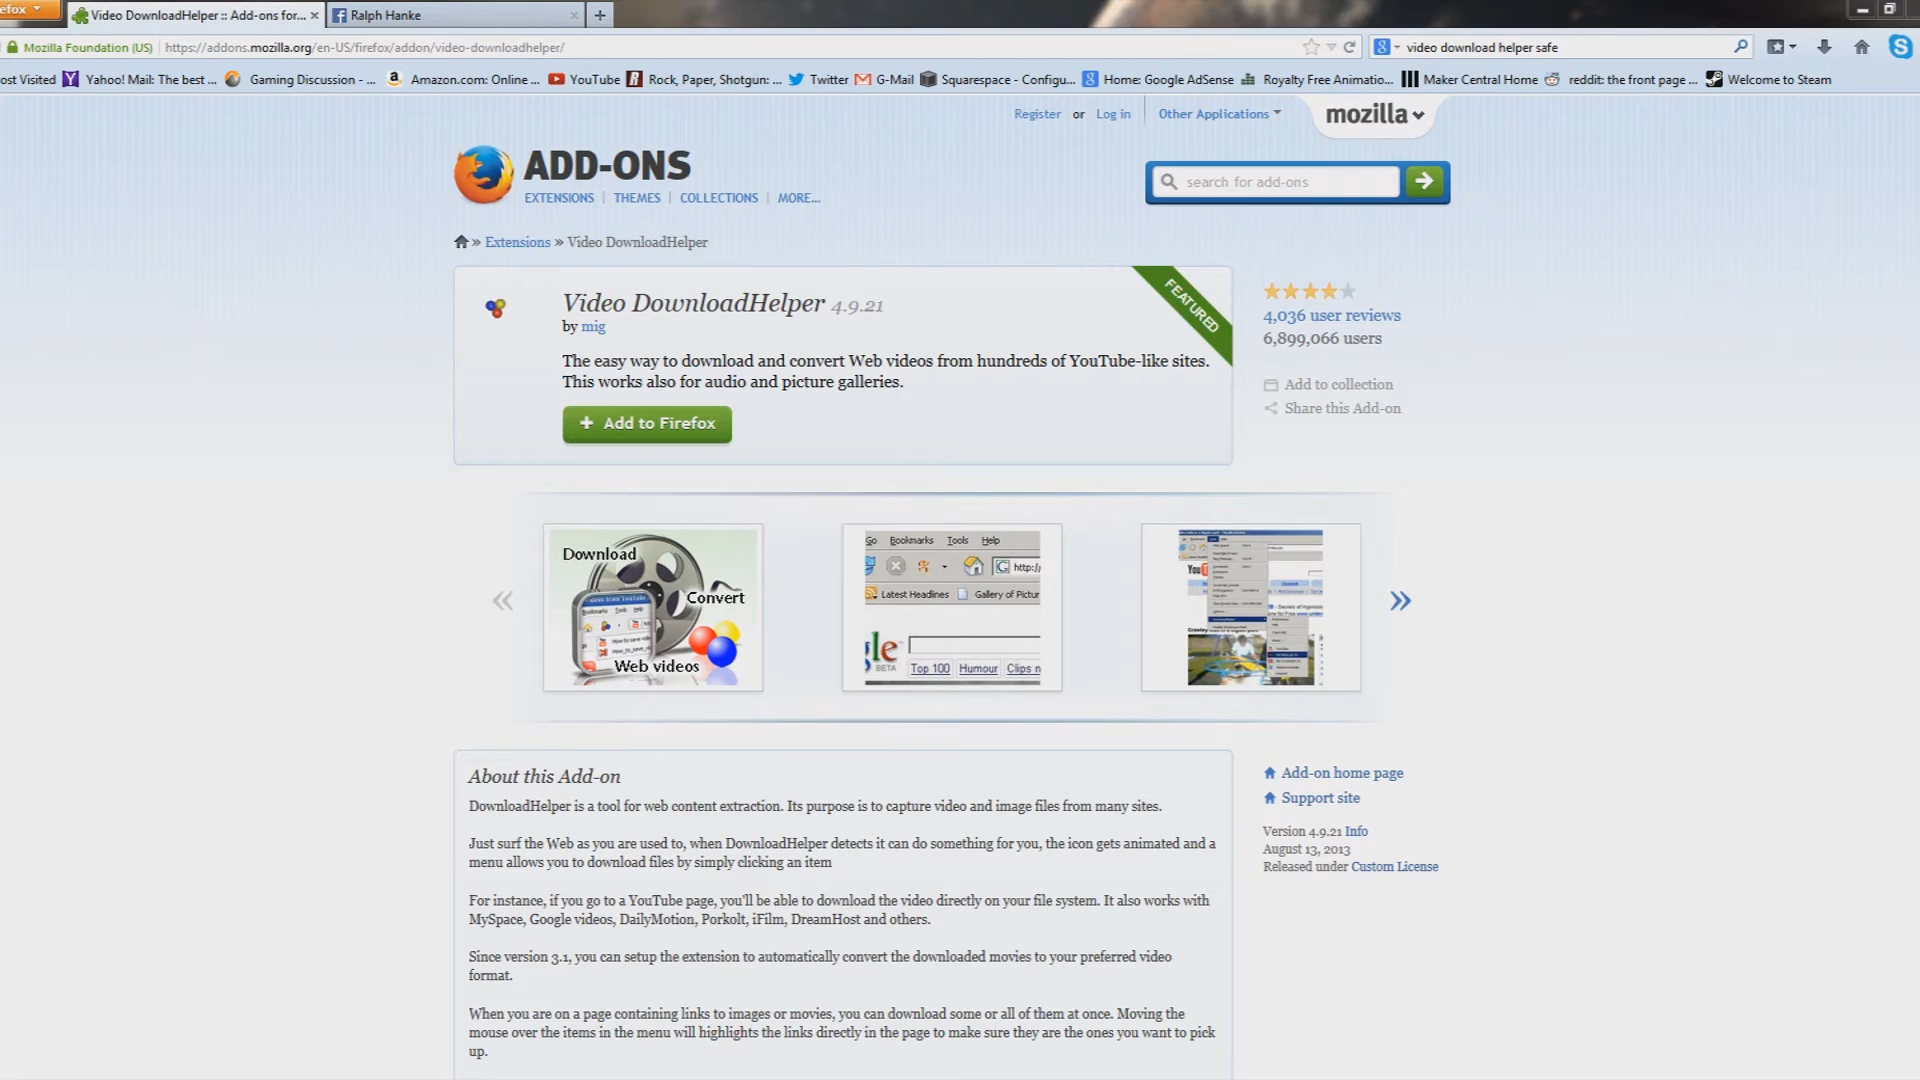 efox
Video DownloadHelper :: Add-ons for...
Ralph Hanke
Mozilla Foundation (US)
https://addons.mozilla.org/en-US/firefox/addon/video-downloadhelper/
video download helper safe
ost Visited
Yahoo! Mail: The best ...
Gaming Discussion - ...
Amazon.com: Online ...
YouTube
Rock, Paper, Shotgun: ...
Twitter
G-Mail
Squarespace - Configu...
Home: Google AdSense
Royalty Free Animatio...
Maker Central Home
reddit: the front page ...
Welcome to Steam
Register or Log in
Other Applications
mozilla
ADD-ONS
EXTENSIONS | THEMES | COLLECTIONS | MORE...
search for add-ons
» Extensions » Video DownloadHelper
Video DownloadHelper 4.9.21
by mig
FEATURED
The easy way to download and convert Web videos from hundreds of YouTube-like sites.
This works also for audio and picture galleries.
+ Add to Firefox
4,036 user reviews
6,899,066 users
Add to collection
Share this Add-on
«
Download
Convert
Web videos
Go Bookmarks Tools Help
http:/
Latest Headlines Gallery of Pictur
gle
BETA
Top 100 Humour Clips n
»
About this Add-on
DownloadHelper is a tool for web content extraction. Its purpose is to capture video and image files from many sites.
Just surf the Web as you are used to, when DownloadHelper detects it can do something for you, the icon gets animated and a
menu allows you to download files by simply clicking an item
For instance, if you go to a YouTube page, you'll be able to download the video directly on your file system. It also works with
MySpace, Google videos, DailyMotion, Porkolt, iFilm, DreamHost and others.
Since version 3.1, you can setup the extension to automatically convert the downloaded movies to your preferred video
format.
When you are on a page containing links to images or movies, you can download some or all of them at once. Moving the
mouse over the items in the menu will highlights the links directly in the page to make sure they are the ones you want to pick
up.
Add-on home page
Support site
Version 4.9.21 Info
August 13, 2013
Released under Custom License